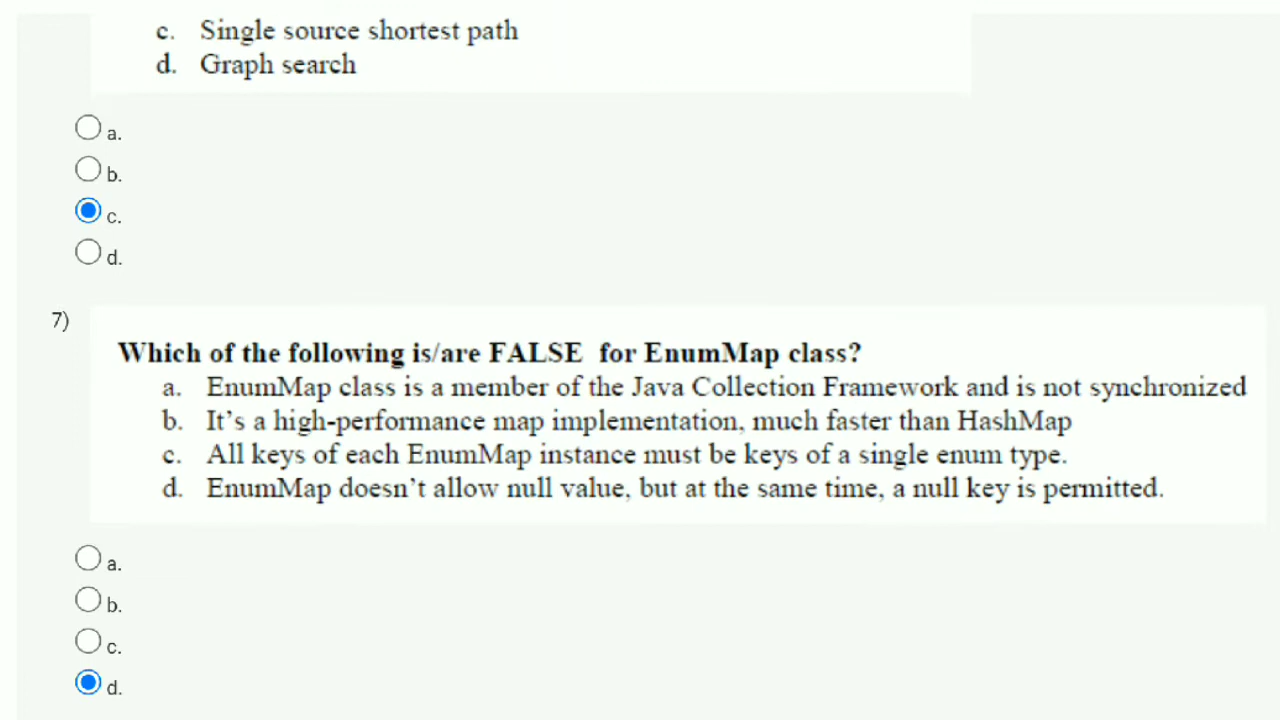 c. Single source shortest path
d. Graph search
a.
b.
c.
d.
7)
Which of the following is/are FALSE for EnumMap class?
a. EnumMap class is a member of the Java Collection Framework and is not synchronized
b. It's a high-performance map implementation, much faster than HashMap
c. All keys of each EnumMap instance must be keys of a single enum type.
d. EnumMap doesn't allow null value, but at the same time, a null key is permitted.
a.
b.
c.
d.